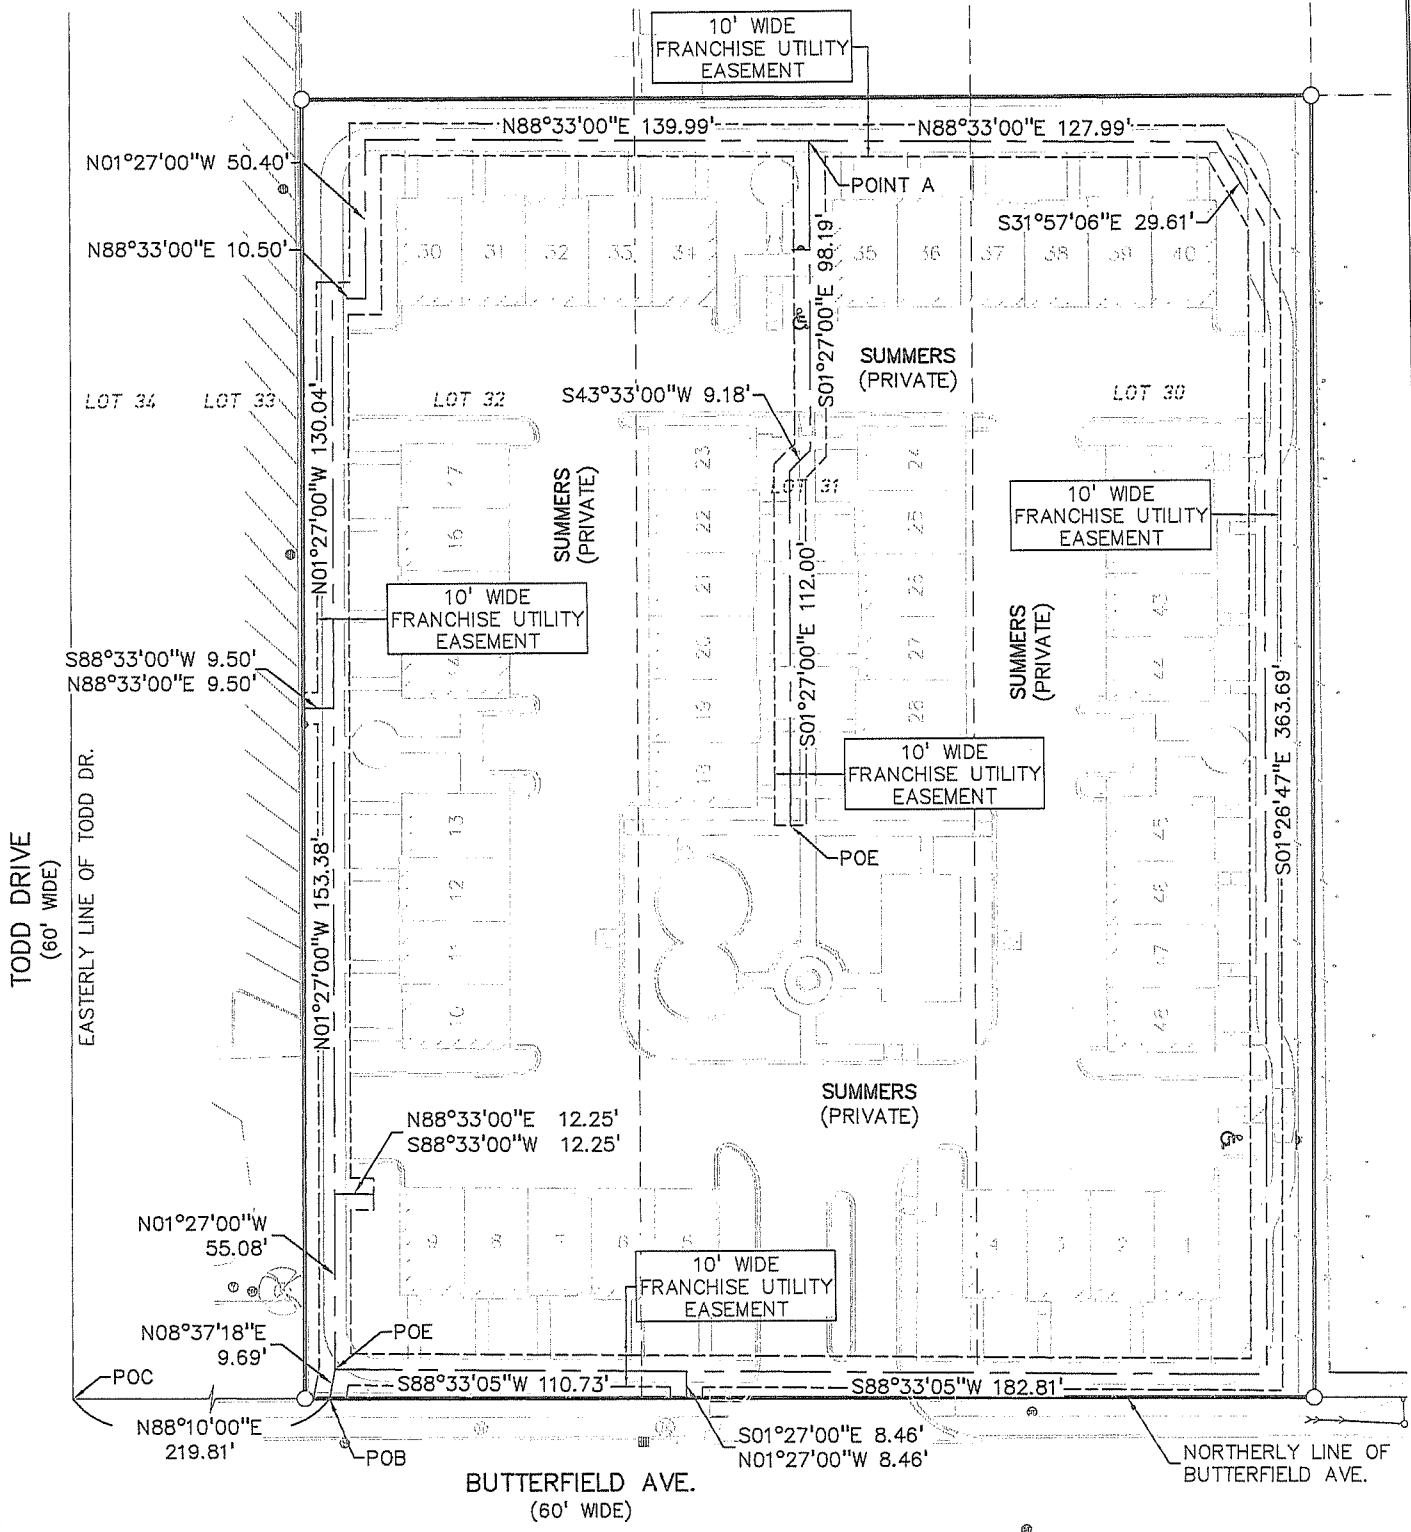 10' WIDE
FRANCHISE UTILITY
EASEMENT
N88°33'00"E 139.99'
N88°33'00"E 127.99'
N01°27'00"W 50.40'
POINT A
S31°57'06"E 29.61'
N88°33'00"E 10.50'
30
31
32
33
34
35
36
37
38
39
40
S01°27'00"E 98.19'
SUMMERS
(PRIVATE)
LOT 34
LOT 33
LOT 32
S43°33'00"W 9.18'
LOT 30
N01°27'00"W 130.04'
17
16
SUMMERS
(PRIVATE)
23
22
21
20
19
18
LOT 31
24
25
26
27
28
10' WIDE
FRANCHISE UTILITY
EASEMENT
S01°27'00"E 112.00'
10' WIDE
FRANCHISE UTILITY
EASEMENT
SUMMERS
(PRIVATE)
43
44
S88°33'00"W 9.50'
N88°33'00"E 9.50'
S01°26'47"E 363.69'
10' WIDE
FRANCHISE UTILITY
EASEMENT
POE
TODD DRIVE
(60' WIDE)
EASTERLY LINE OF TODD DR.
N01°27'00"W 153.38'
13
12
11
10
45
46
47
48
SUMMERS
(PRIVATE)
N88°33'00"E 12.25'
S88°33'00"W 12.25'
N01°27'00"W
55.08'
9
8
7
6
5
4
3
2
1
10' WIDE
FRANCHISE UTILITY
EASEMENT
N08°37'18"E
9.69'
POE
POC
S88°33'05"W 110.73'
S88°33'05"W 182.81'
N88°10'00"E
219.81'
POB
S01°27'00"E 8.46'
N01°27'00"W 8.46'
NORTHERLY LINE OF
BUTTERFIELD AVE.
BUTTERFIELD AVE.
(60' WIDE)